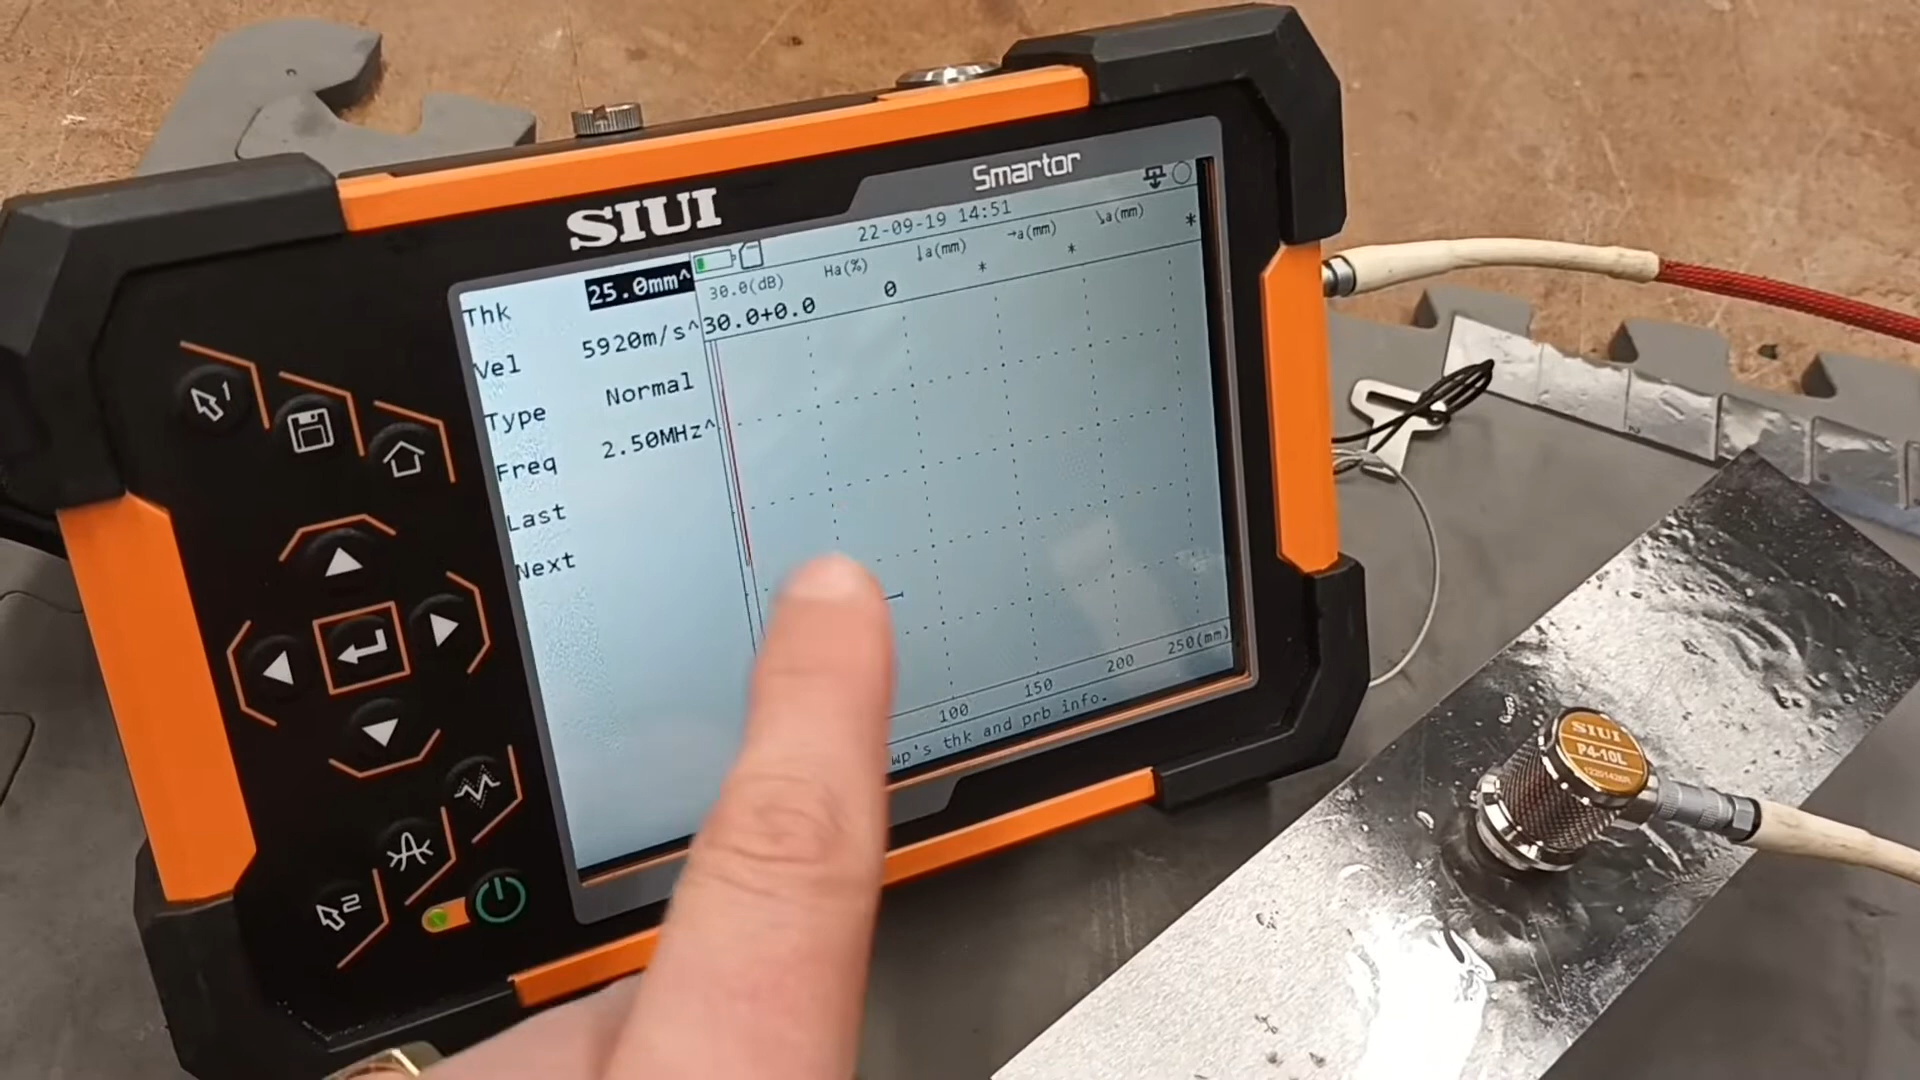 SIUI
Smartor
22-09-19 14:51
Thk 25.0mm^
Vel 5920m/s^
Type Normal
Freq 2.50MHz^
Last
Next
30.0(dB) Ha(%) ↓a(mm) →a(mm) ↘a(mm)
30.0+0.0 0 * * *
100 150 200 250(mm)
wp's thk and prb info.
1
2
SIUI
P4-10L